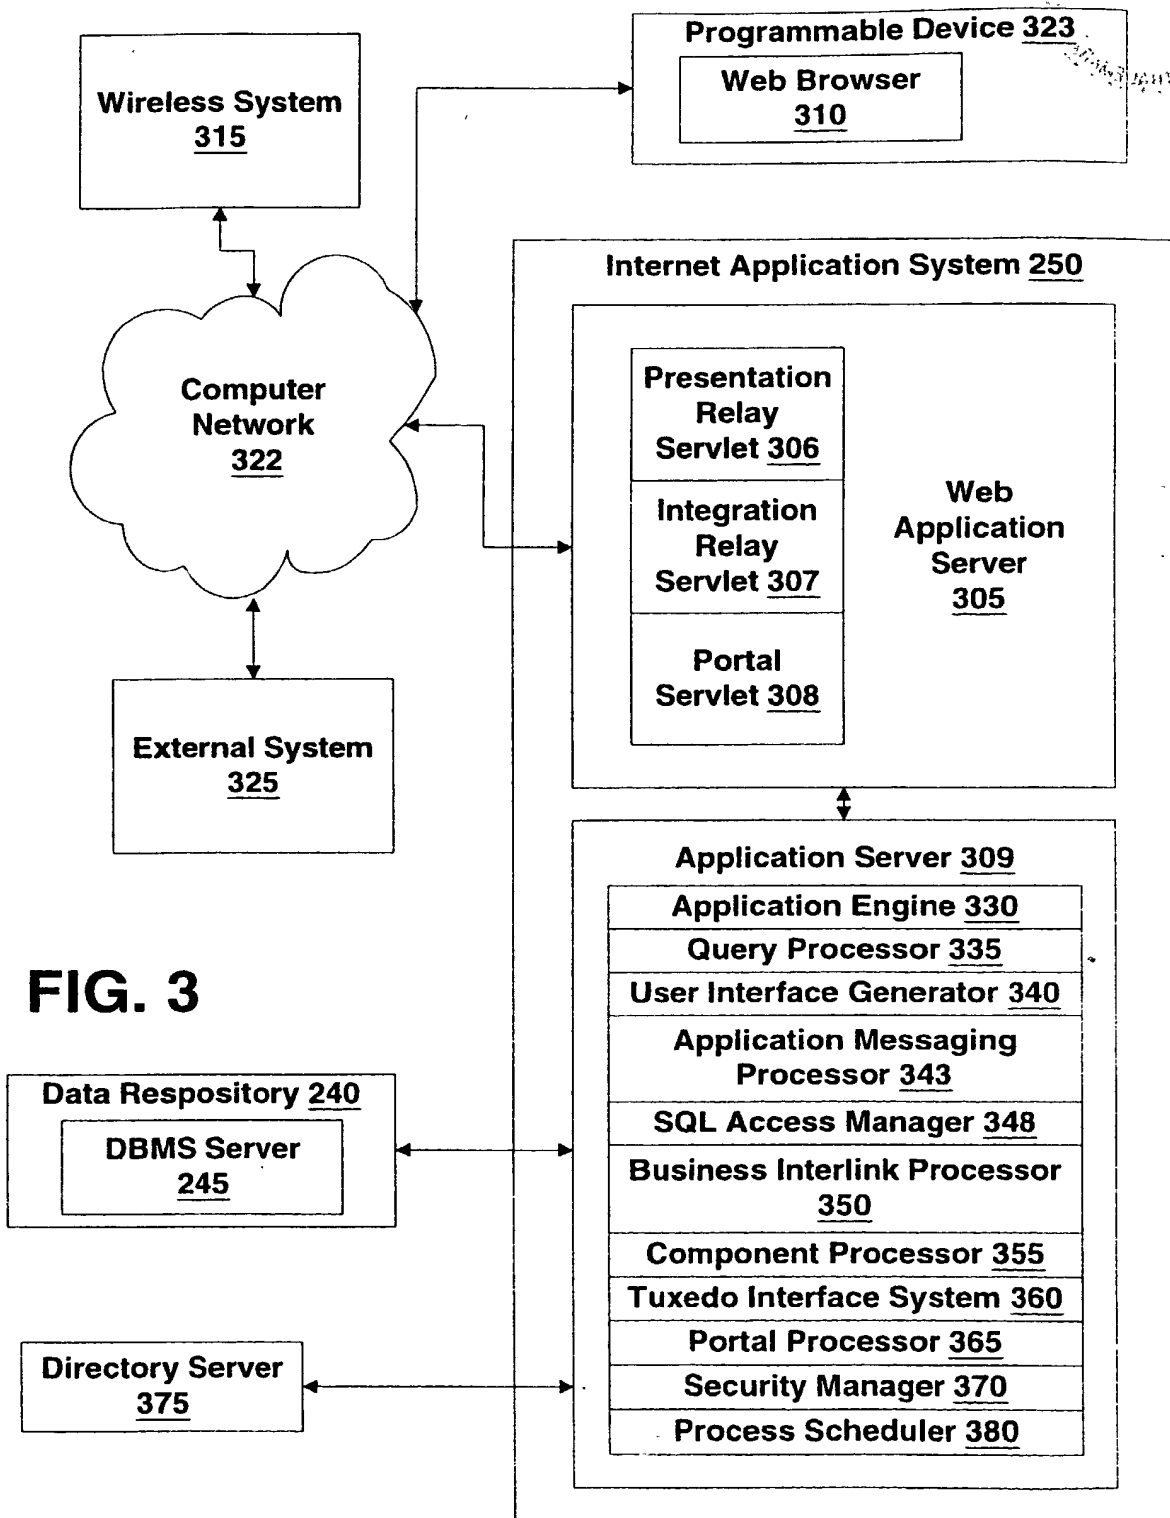 Programmable Device 323
Web Browser
310
Wireless System
315
Internet Application System 250
Presentation
Relay
Servlet 306
Integration
Relay
Servlet 307
Portal
Servlet 308
Web
Application
Server
305
Computer
Network
322
External System
325
Application Server 309
Application Engine 330
Query Processor 335
User Interface Generator 340
Application Messaging
Processor 343
SQL Access Manager 348
Business Interlink Processor
350
Component Processor 355
Tuxedo Interface System 360
Portal Processor 365
Security Manager 370
Process Scheduler 380
FIG. 3
Data Respository 240
DBMS Server
245
Directory Server
375